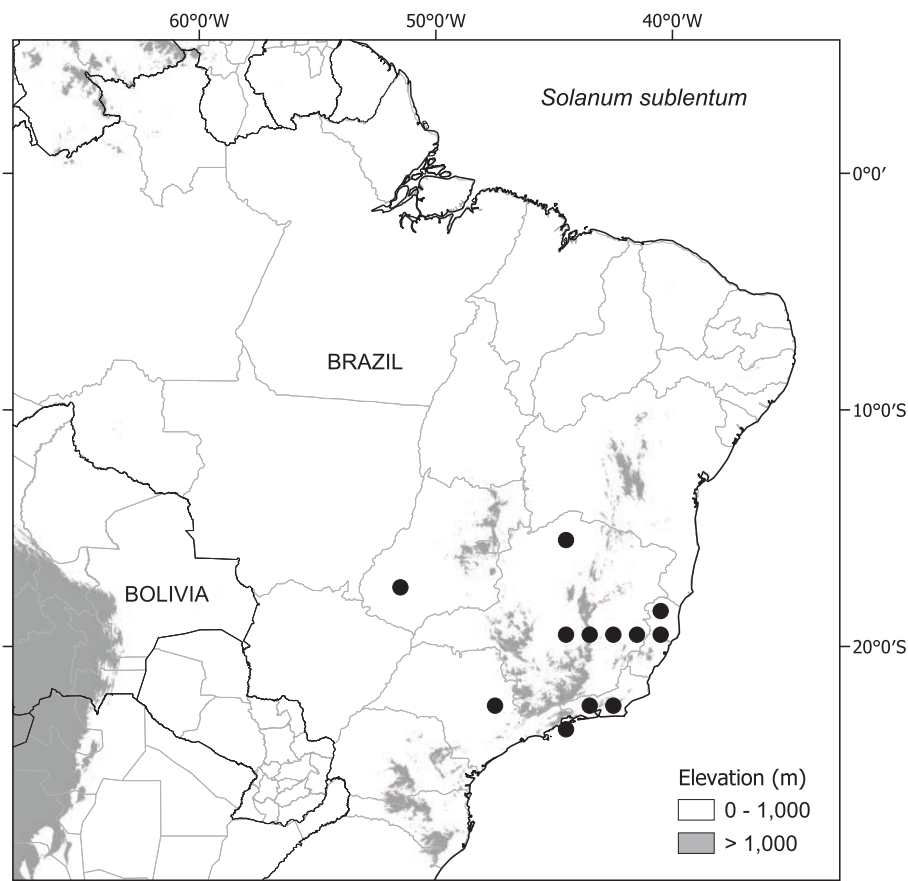 60°0′W 50°0′W 40°0′W
Solanum sublentum
0°0′
BRAZIL
10°0′S
BOLIVIA
20°0′S
Elevation (m)
0 - 1,000
> 1,000